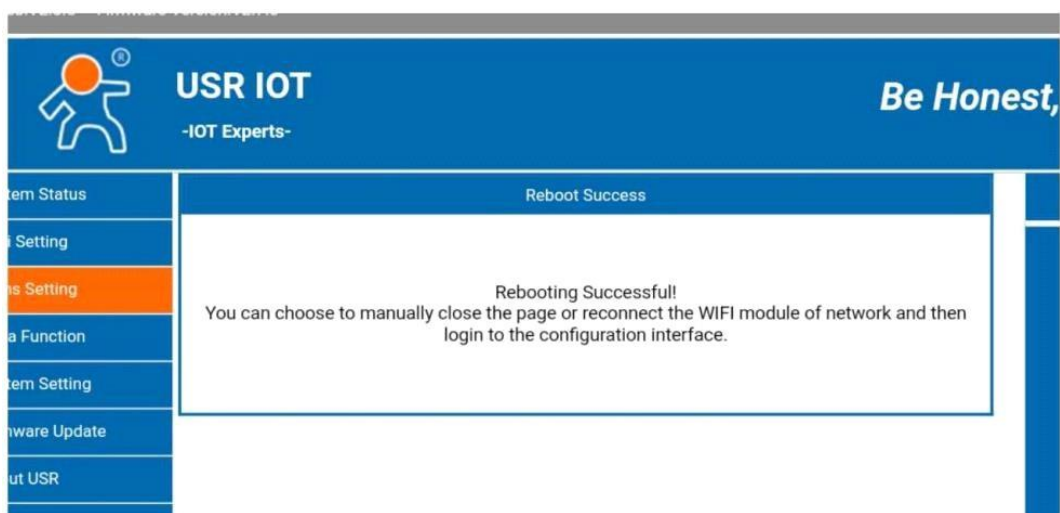 ®
USR IOT
-IOT Experts-
Be Honest,
tem Status
i Setting
ns Setting
a Function
tem Setting
nware Update
ut USR
Reboot Success
Rebooting Successful!
You can choose to manually close the page or reconnect the WIFI module of network and then
login to the configuration interface.